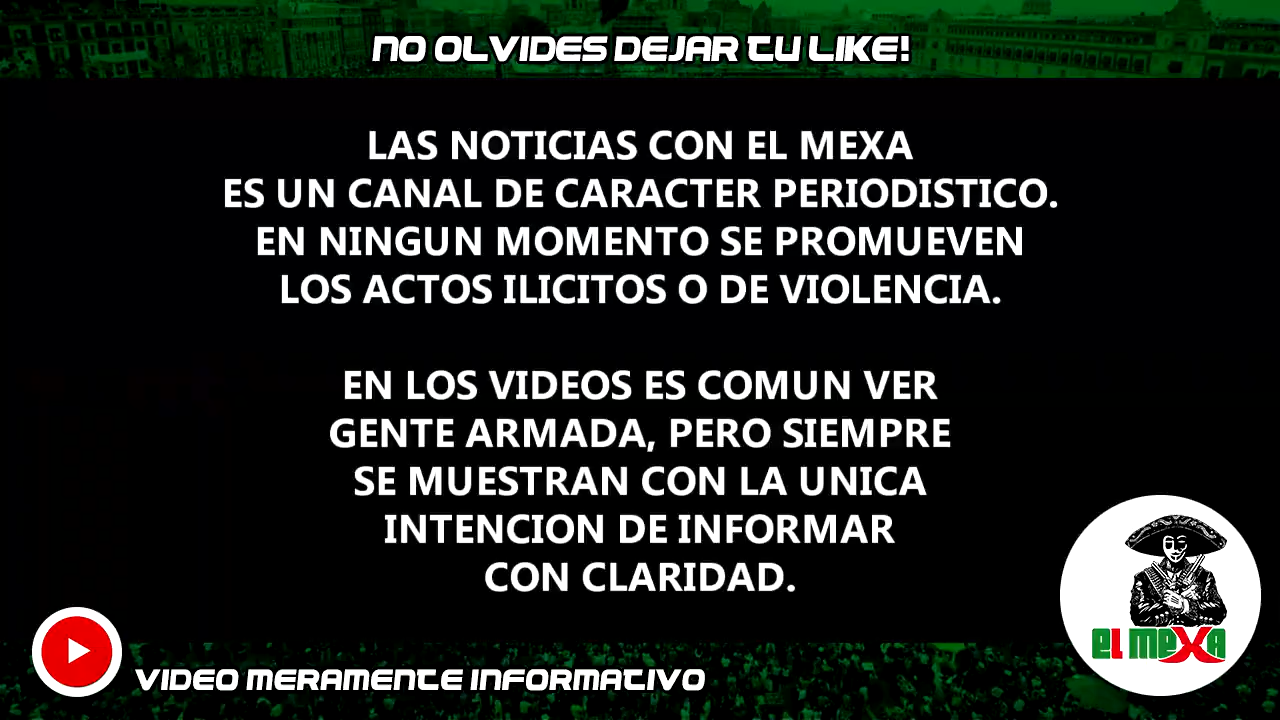 NO OLVIDES DEJAR TU LIKE!
LAS NOTICIAS CON EL MEXA
ES UN CANAL DE CARACTER PERIODISTICO.
EN NINGUN MOMENTO SE PROMUEVEN
LOS ACTOS ILICITOS O DE VIOLENCIA.
EN LOS VIDEOS ES COMUN VER
GENTE ARMADA, PERO SIEMPRE
SE MUESTRAN CON LA UNICA
INTENCION DE INFORMAR
CON CLARIDAD.
EL MEXA
VIDEO MERAMENTE INFORMATIVO